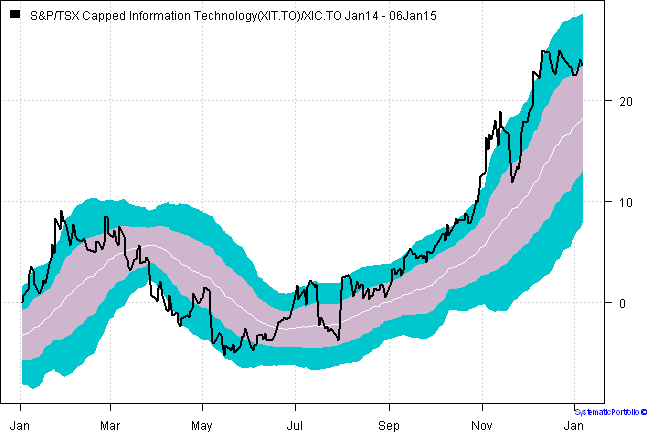 S&P/TSX Capped Information Technology(XIT.TO)/XIC.TO Jan14 - 06Jan15
20
10
0
Jan Mar May Jul Sep Nov Jan
SystematicPortfolio ©